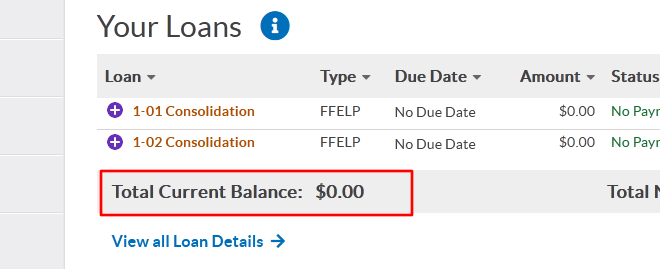 Your Loans
Loan Type Due Date Amount Status
1-01 Consolidation FFELP No Due Date $0.00 No
1-02 Consolidation FFELP No Due Date $0.00 No
Total Current Balance: $0.00 Total
View all Loan Details